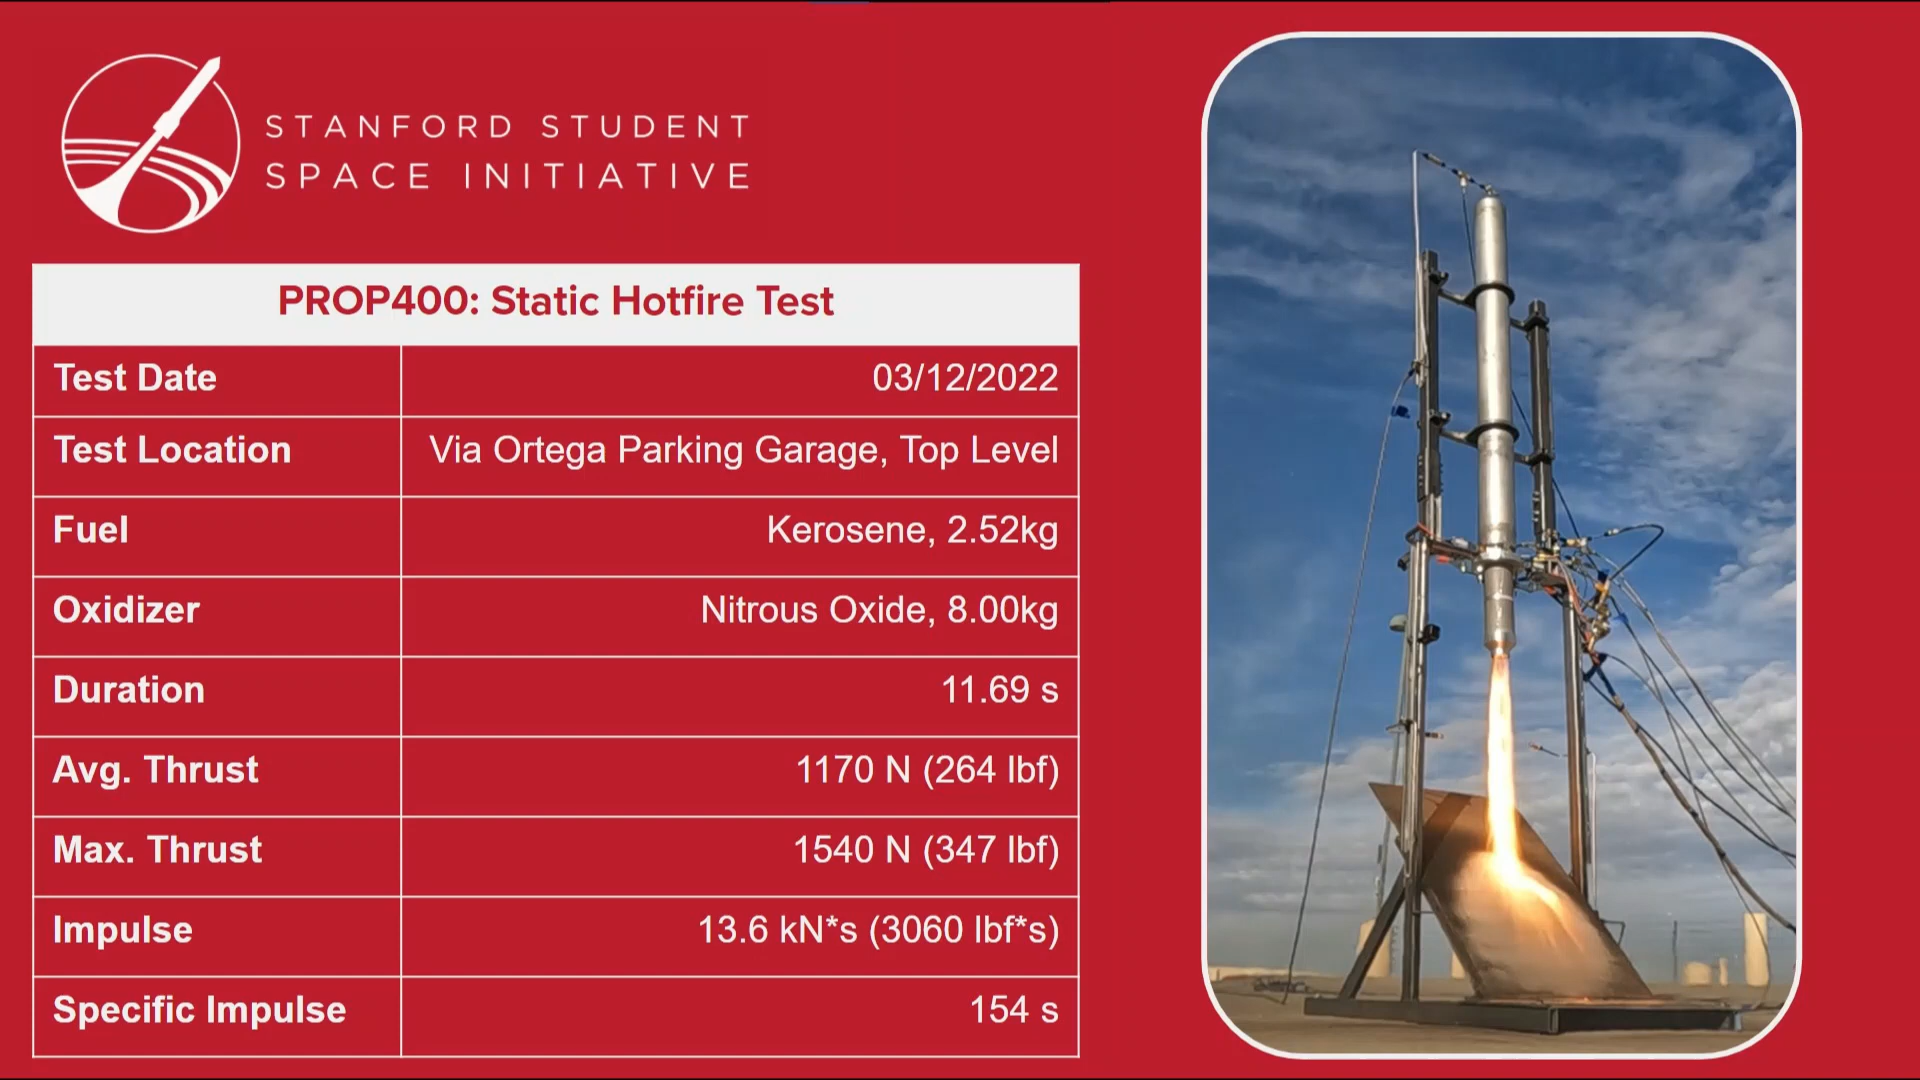 STANFORD STUDENT
SPACE INITIATIVE
PROP400: Static Hotfire Test
Test Date 03/12/2022
Test Location Via Ortega Parking Garage, Top Level
Fuel Kerosene, 2.52kg
Oxidizer Nitrous Oxide, 8.00kg
Duration 11.69 s
Avg. Thrust 1170 N (264 lbf)
Max. Thrust 1540 N (347 lbf)
Impulse 13.6 kN*s (3060 lbf*s)
Specific Impulse 154 s